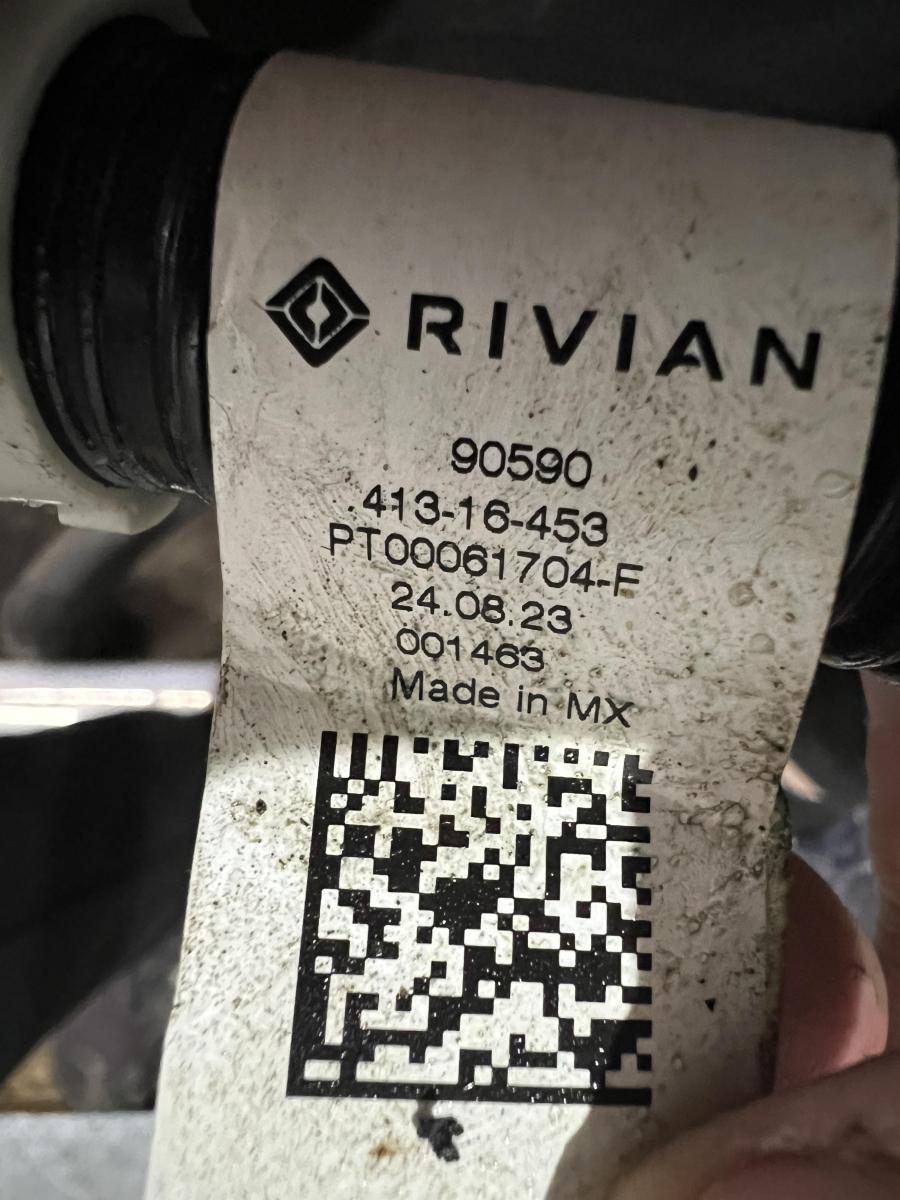 RIVIAN
90590
413-16-453
PT00061704-F
24.08.23
001463
Made in MX